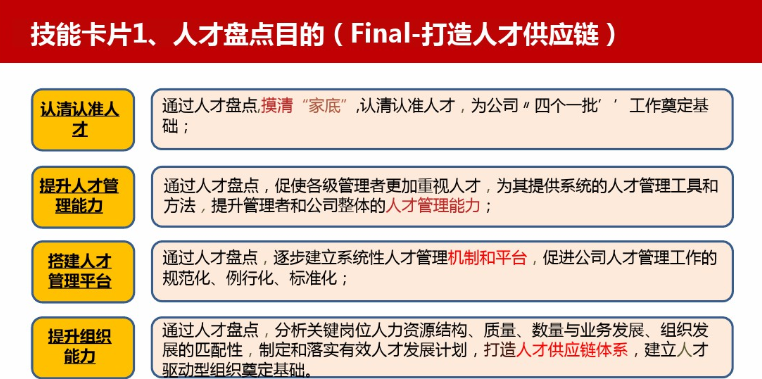 技能卡片1、人才盘点目的（Final-打造人才供应链）
认清认准人
才
通过人才盘点,摸清“家底”,认清认准人才，为公司〃四个一批’’工作奠定基
础；
提升人才管
理能力
通过人才盘点，促使各级管理者更加重视人才，为其提供系统的人才管理工具和
方法，提升管理者和公司整体的人才管理能力；
搭建人才
管理平台
通过人才盘点，逐步建立系统性人才管理机制和平台，促进公司人才管理工作的
规范化、例行化、标准化；
提升组织
能力
通过人才盘点，分析关键岗位人力资源结构、质量、数量与业务发展、组织发
展的匹配性，制定和落实有效人才发展计划，打造人才供应链体系，建立人才
驱动型组织奠定基础。